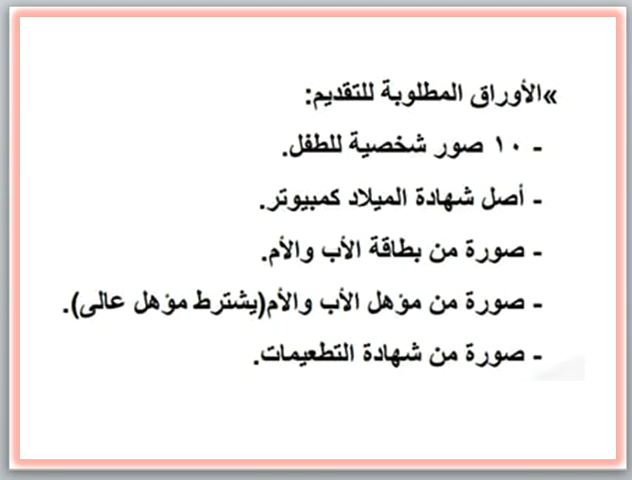 »الأوراق المطلوبة للتقديم:
- ١٠ صور شخصية للطفل.
- أصل شهادة الميلاد كمبيوتر.
- صورة من بطاقة الأب والأم.
- صورة من مؤهل الأب والأم(يشترط مؤهل عالى).
- صورة من شهادة التطعيمات.